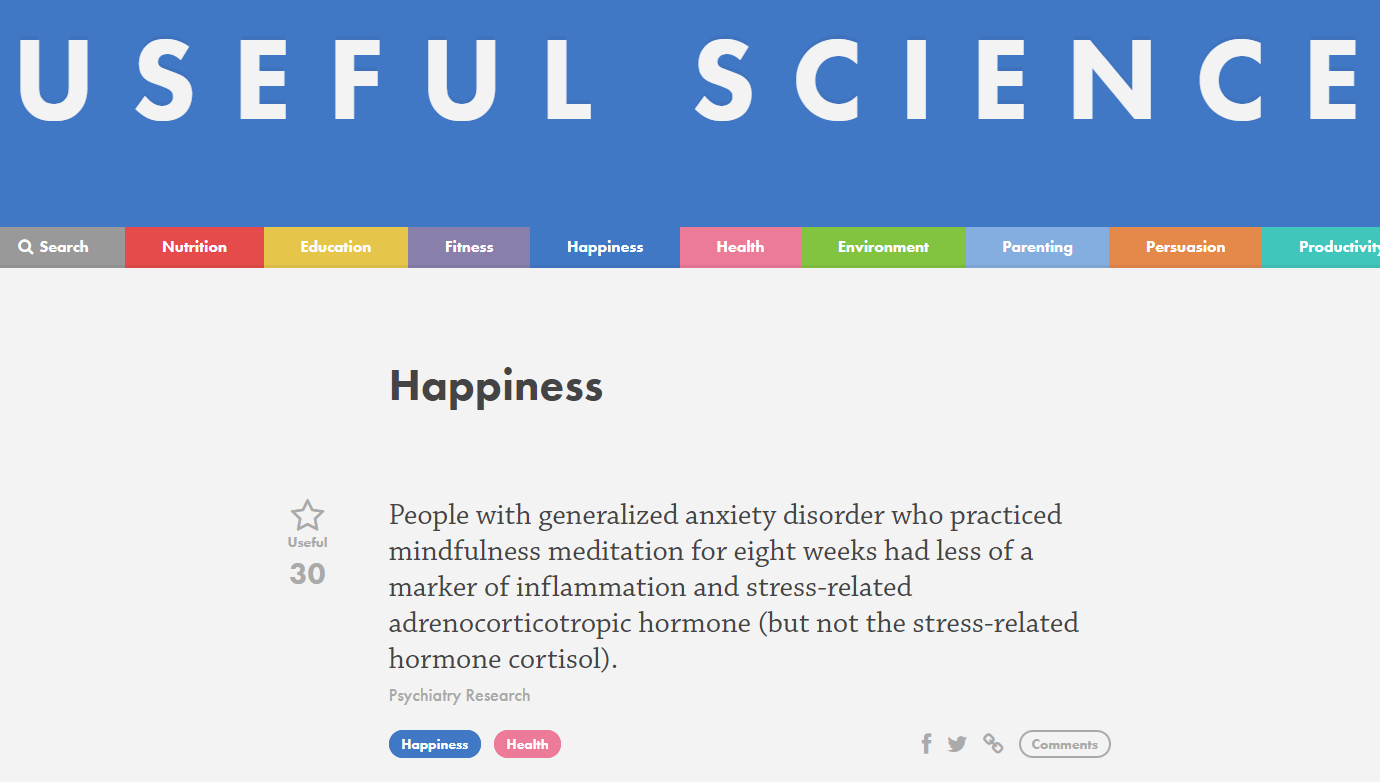 USEFUL SCIENCE
Search Nutrition Education Fitness Happiness Health Environment Parenting Persuasion Productivity
Happiness
Useful
30
People with generalized anxiety disorder who practiced
mindfulness meditation for eight weeks had less of a
marker of inflammation and stress-related
adrenocorticotropic hormone (but not the stress-related
hormone cortisol).
Psychiatry Research
Happiness Health Comments